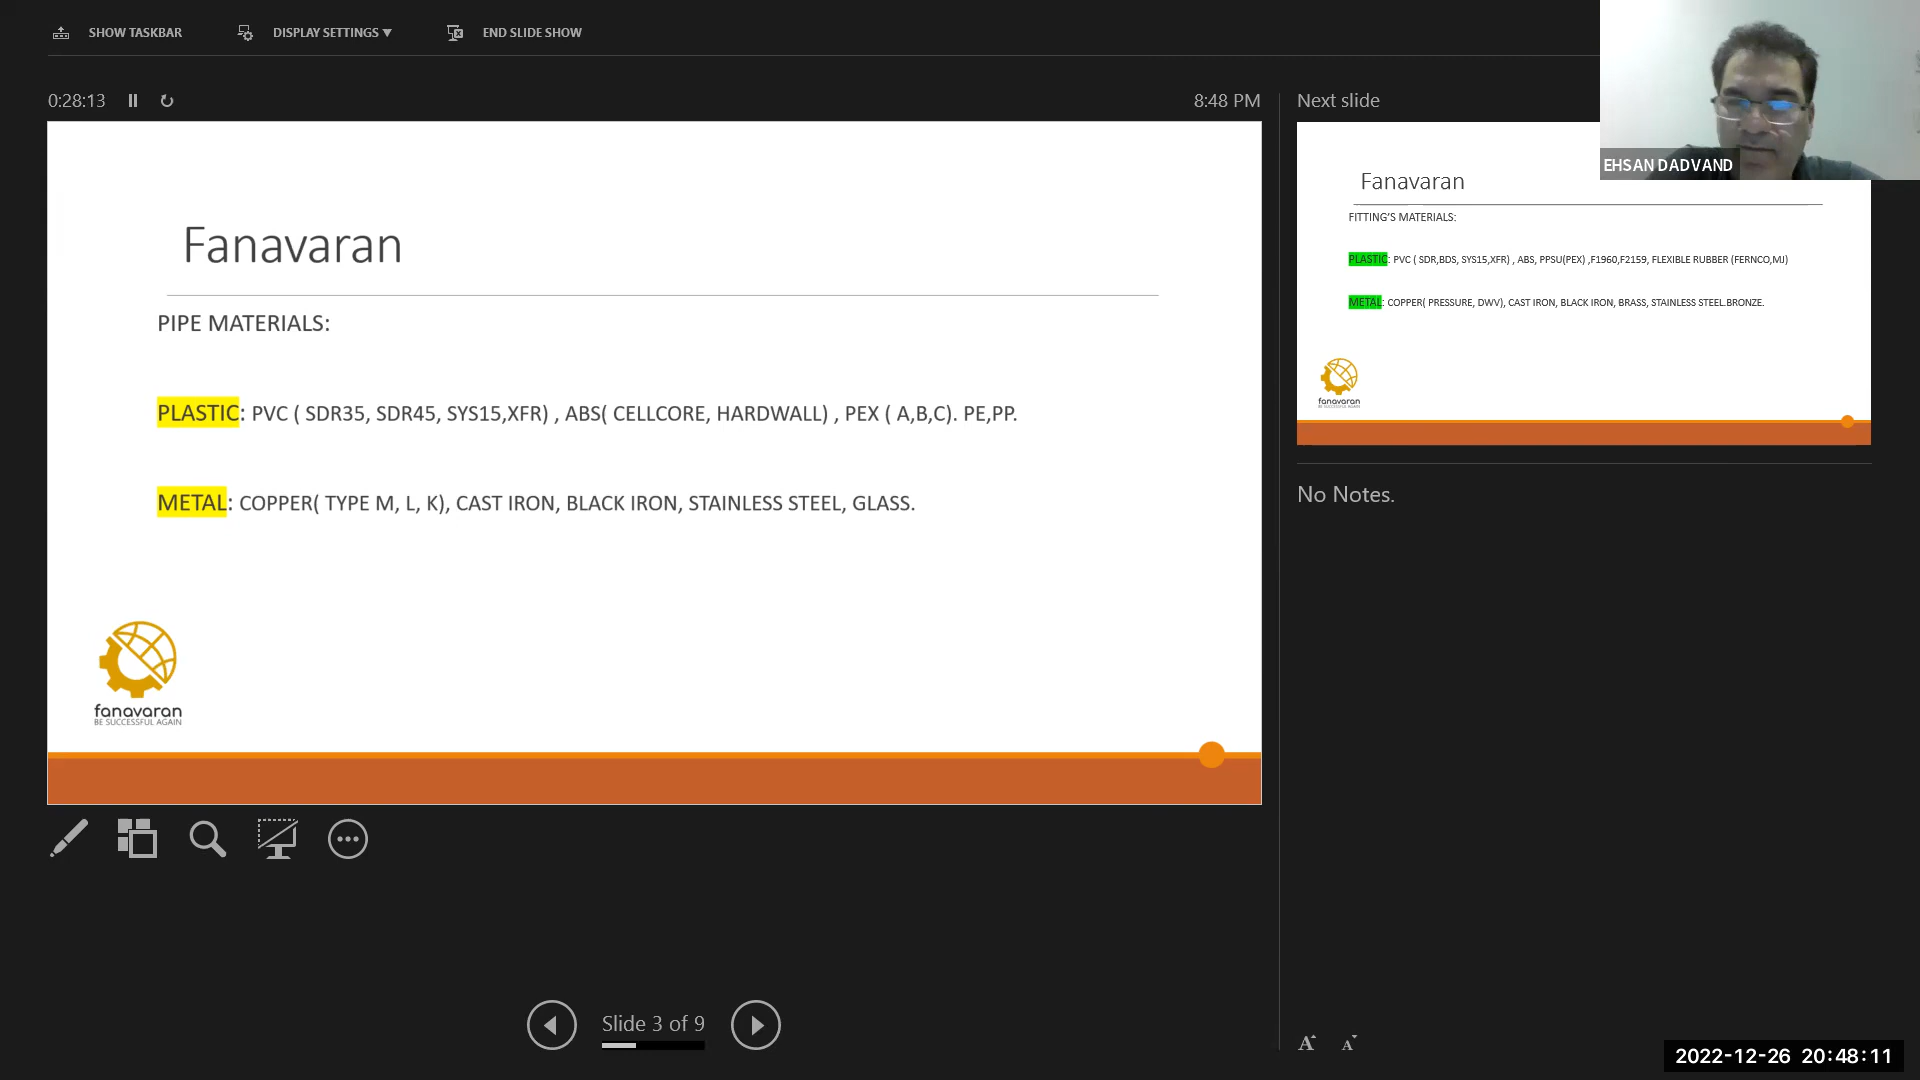 SHOW TASKBAR
DISPLAY SETTINGS
END SLIDE SHOW
0:28:13
8:48 PM
Fanavaran
PIPE MATERIALS:
PLASTIC: PVC ( SDR35, SDR45, SYS15,XFR) , ABS( CELLCORE, HARDWALL) , PEX ( A,B,C). PE,PP.
METAL: COPPER( TYPE M, L, K), CAST IRON, BLACK IRON, STAINLESS STEEL, GLASS.
fanavaran
BE SUCCESSFUL AGAIN
Slide 3 of 9
Next slide
EHSAN DADVAND
Fanavaran
FITTING'S MATERIALS:
PLASTIC: PVC ( SDR,BDS, SYS15,XFR) , ABS, PPSU(PEX) ,F1960,F2159, FLEXIBLE RUBBER (FERNCO,MJ)
METAL: COPPER( PRESSURE, DWV), CAST IRON, BLACK IRON, BRASS, STAINLESS STEEL.BRONZE.
fanavaran
BE SUCCESSFUL AGAIN
No Notes.
A A
2022-12-26 20:48:11